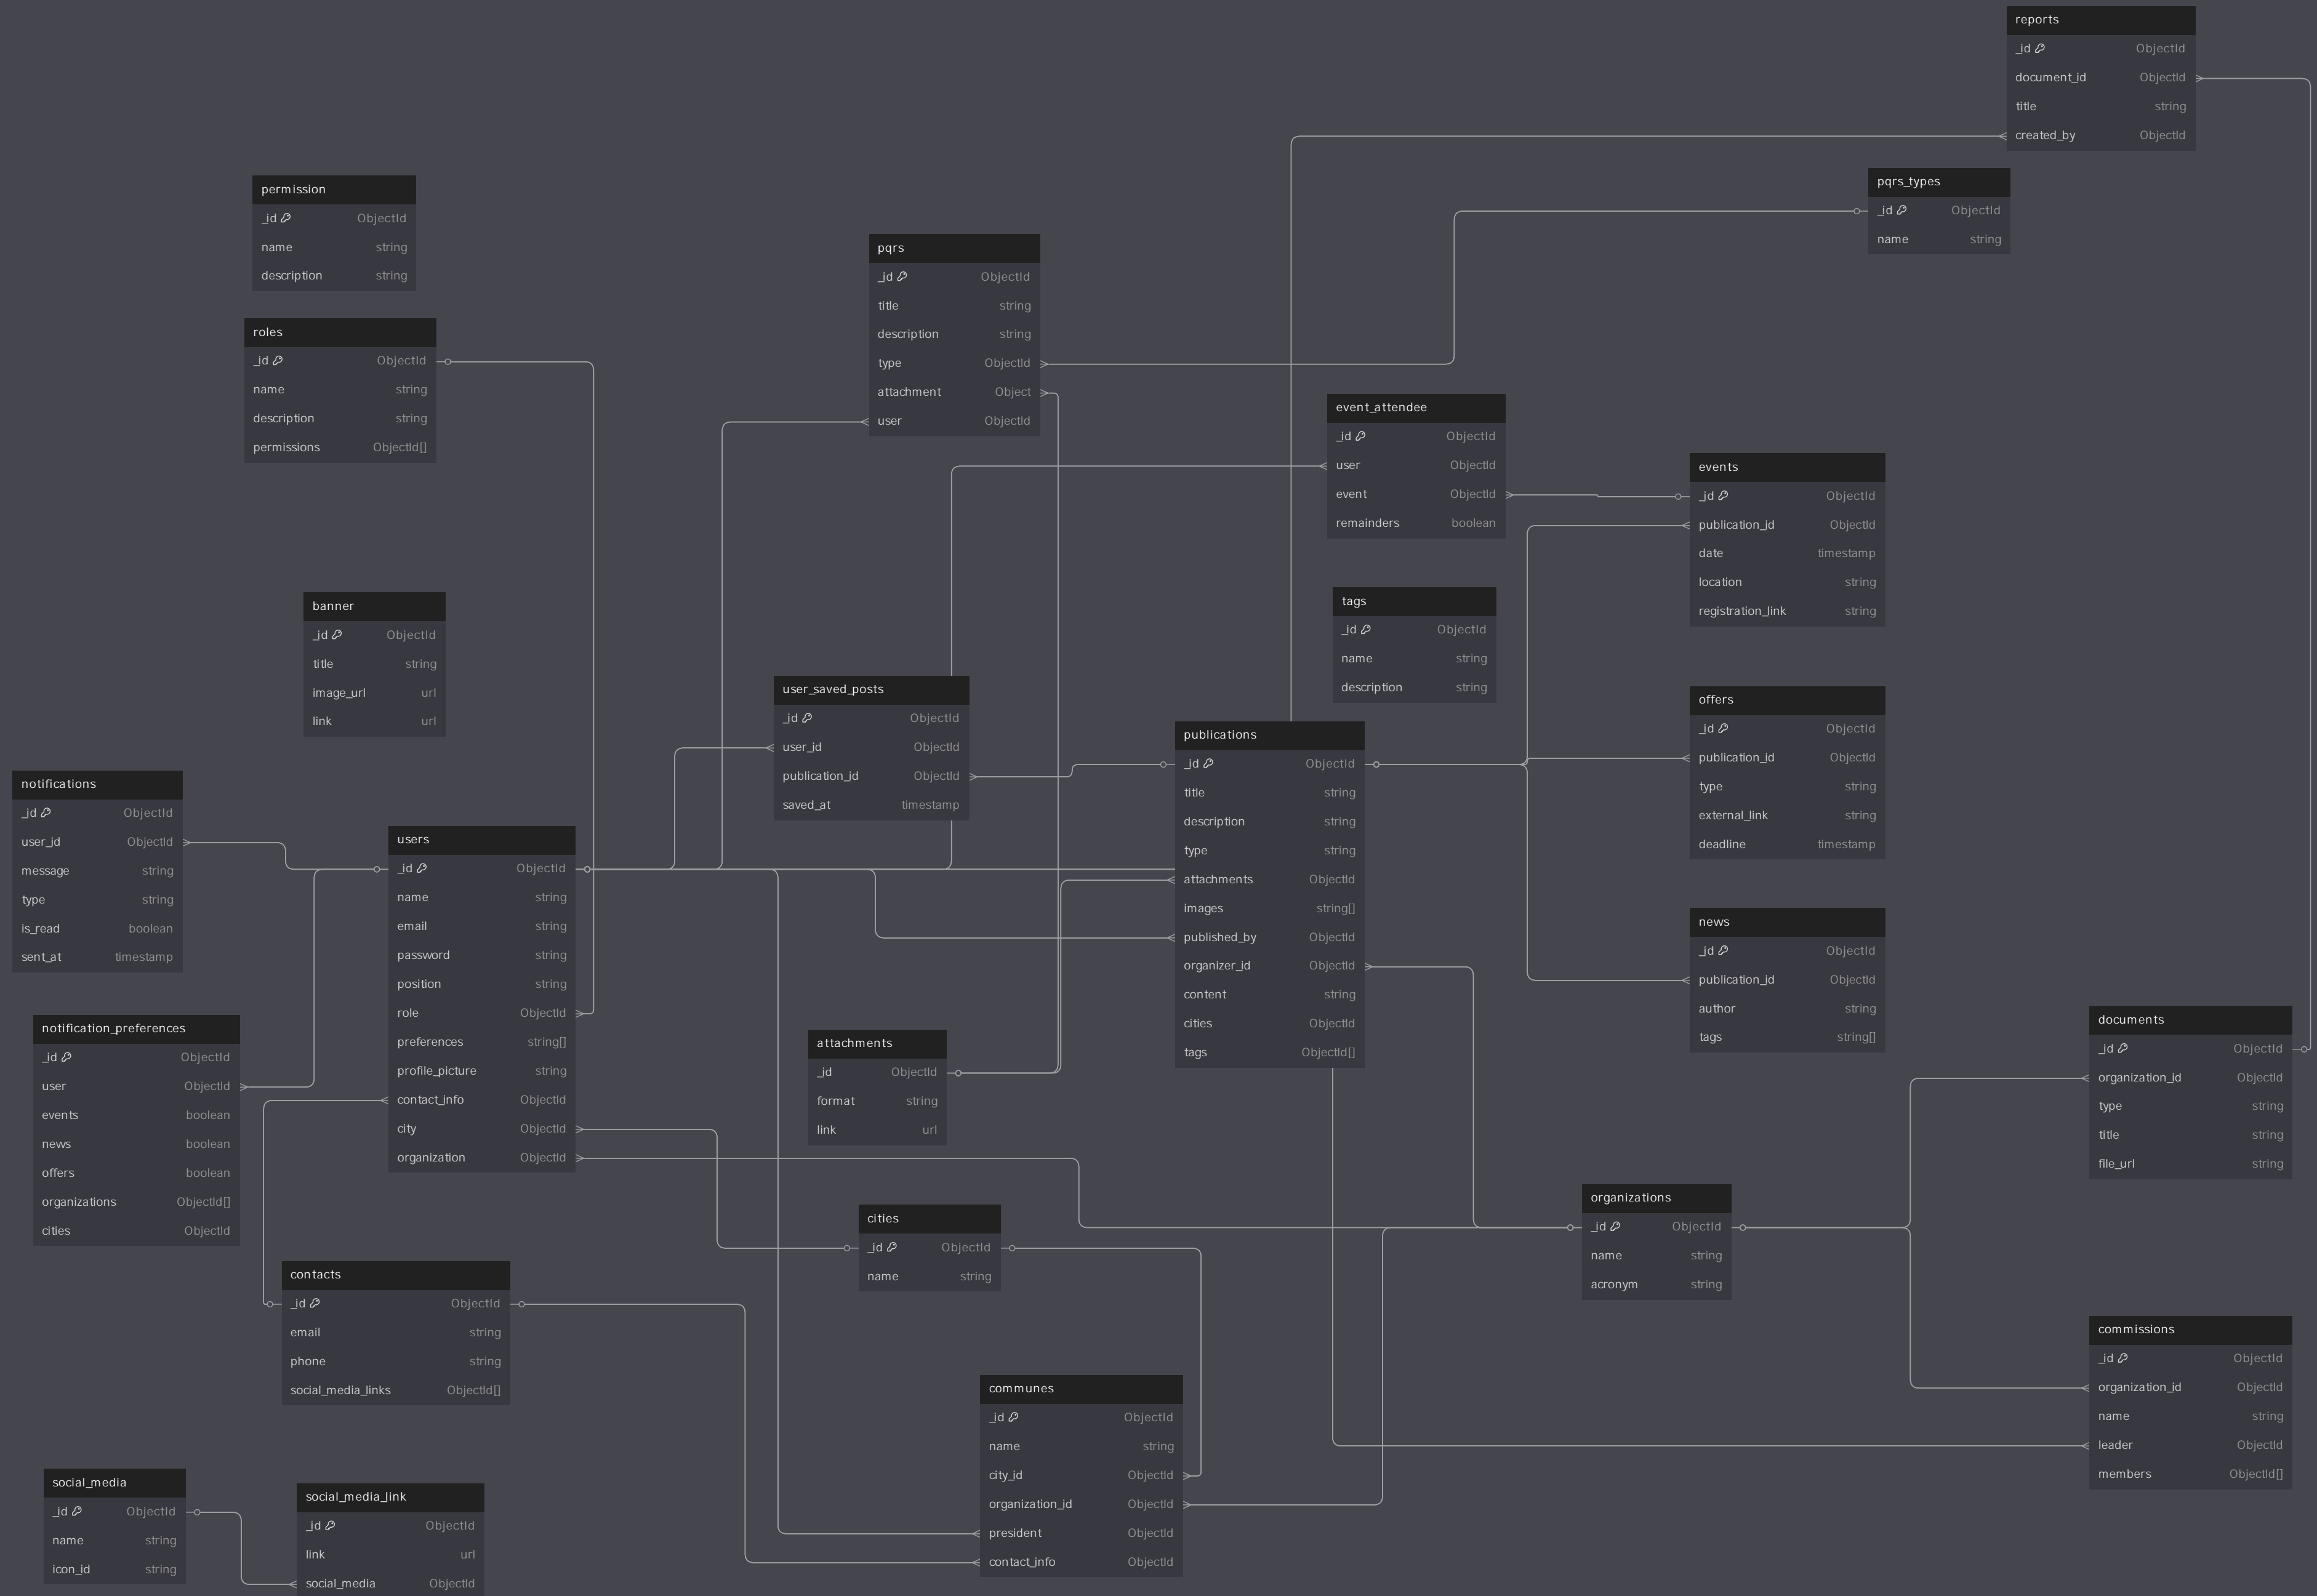 reports
_id ObjectId
document_id ObjectId
title string
created_by ObjectId
pqrs_types
_id ObjectId
name string
permission
_id ObjectId
name string
description string
pqrs
_id ObjectId
title string
description string
type ObjectId
attachment Object
user ObjectId
roles
_id ObjectId
name string
description string
permissions ObjectId[]
event_attendee
_id ObjectId
user ObjectId
event ObjectId
remainders boolean
events
_id ObjectId
publication_id ObjectId
date timestamp
location string
registration_link string
banner
_id ObjectId
title string
image_url url
link url
tags
_id ObjectId
name string
description string
user_saved_posts
_id ObjectId
user_id ObjectId
publication_id ObjectId
saved_at timestamp
offers
_id ObjectId
publication_id ObjectId
type string
external_link string
deadline timestamp
publications
_id ObjectId
title string
description string
type string
attachments ObjectId
images string[]
published_by ObjectId
organizer_id ObjectId
content string
cities ObjectId
tags ObjectId[]
notifications
_id ObjectId
user_id ObjectId
message string
type string
is_read boolean
sent_at timestamp
users
_id ObjectId
name string
email string
password string
position string
role ObjectId
preferences string[]
profile_picture string
contact_info ObjectId
city ObjectId
organization ObjectId
news
_id ObjectId
publication_id ObjectId
author string
tags string[]
notification_preferences
_id ObjectId
user ObjectId
events boolean
news boolean
offers boolean
organizations ObjectId[]
cities ObjectId
attachments
_id ObjectId
format string
link url
documents
_id ObjectId
organization_id ObjectId
type string
title string
file_url string
organizations
_id ObjectId
name string
acronym string
cities
_id ObjectId
name string
contacts
_id ObjectId
email string
phone string
social_media_links ObjectId[]
commissions
_id ObjectId
organization_id ObjectId
name string
leader ObjectId
members ObjectId[]
communes
_id ObjectId
name string
city_id ObjectId
organization_id ObjectId
president ObjectId
contact_info ObjectId
social_media
_id ObjectId
name string
icon_id string
social_media_link
_id ObjectId
link url
social_media ObjectId